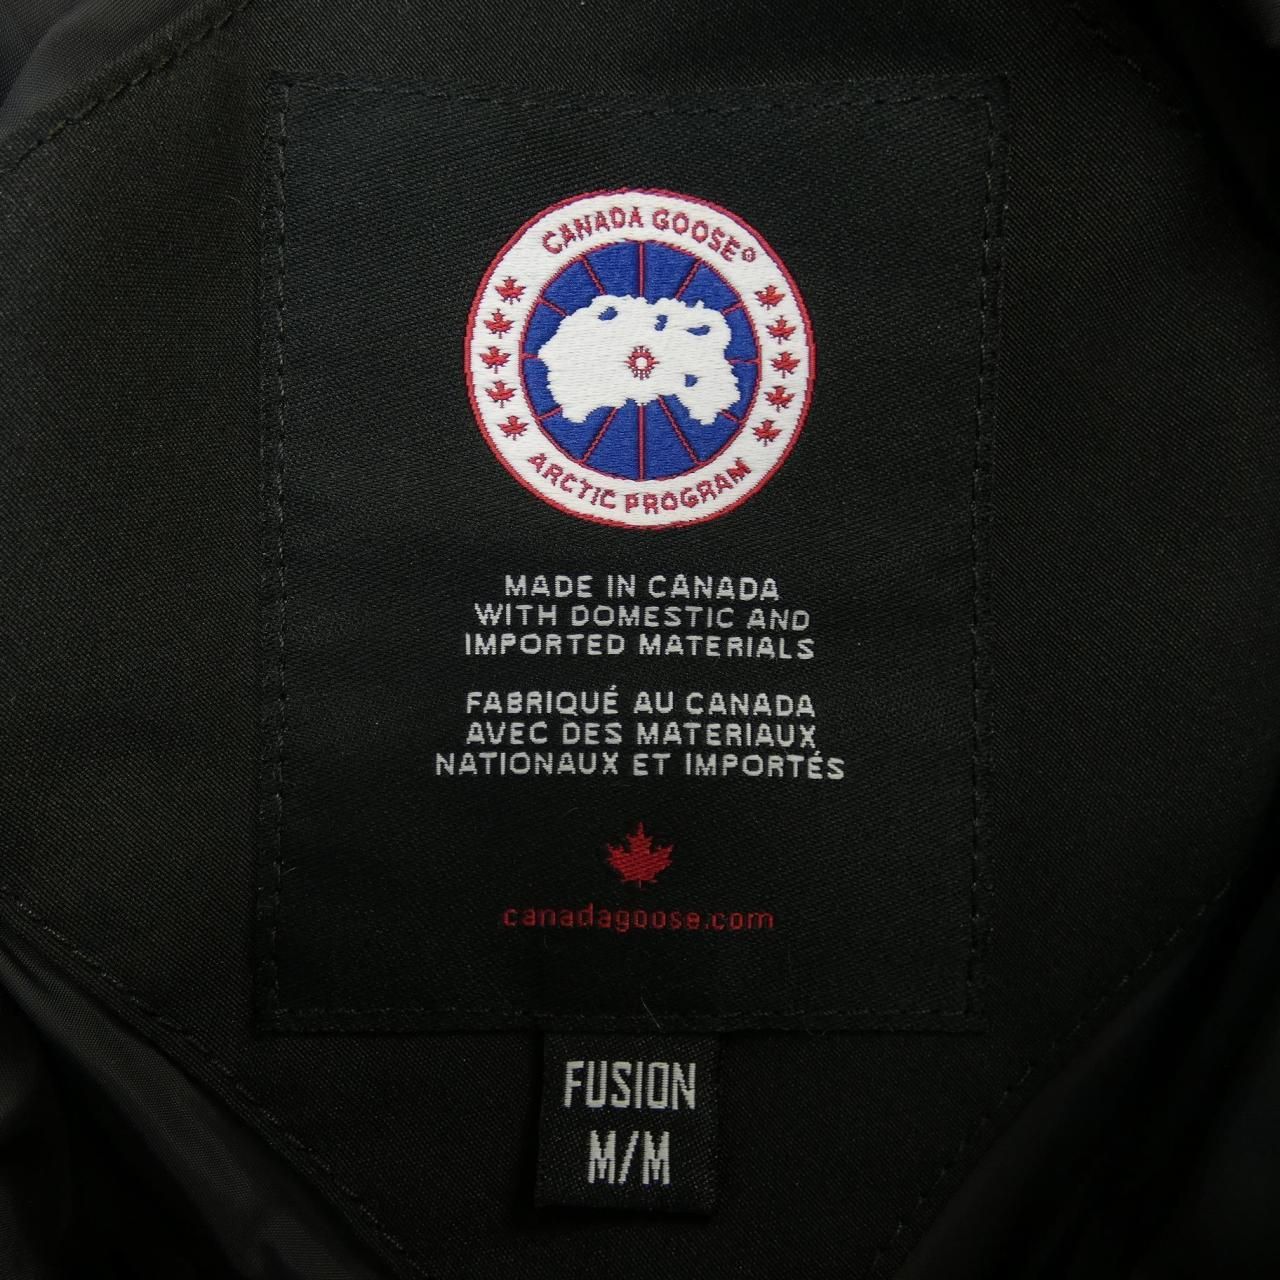 CANADA GOOSE®
ARCTIC PROGRAM
MADE IN CANADA
WITH DOMESTIC AND
IMPORTED MATERIALS
FABRIQUÉ AU CANADA
AVEC DES MATERIAUX
NATIONAUX ET IMPORTÉS
canadagoose.com
FUSION
M/M